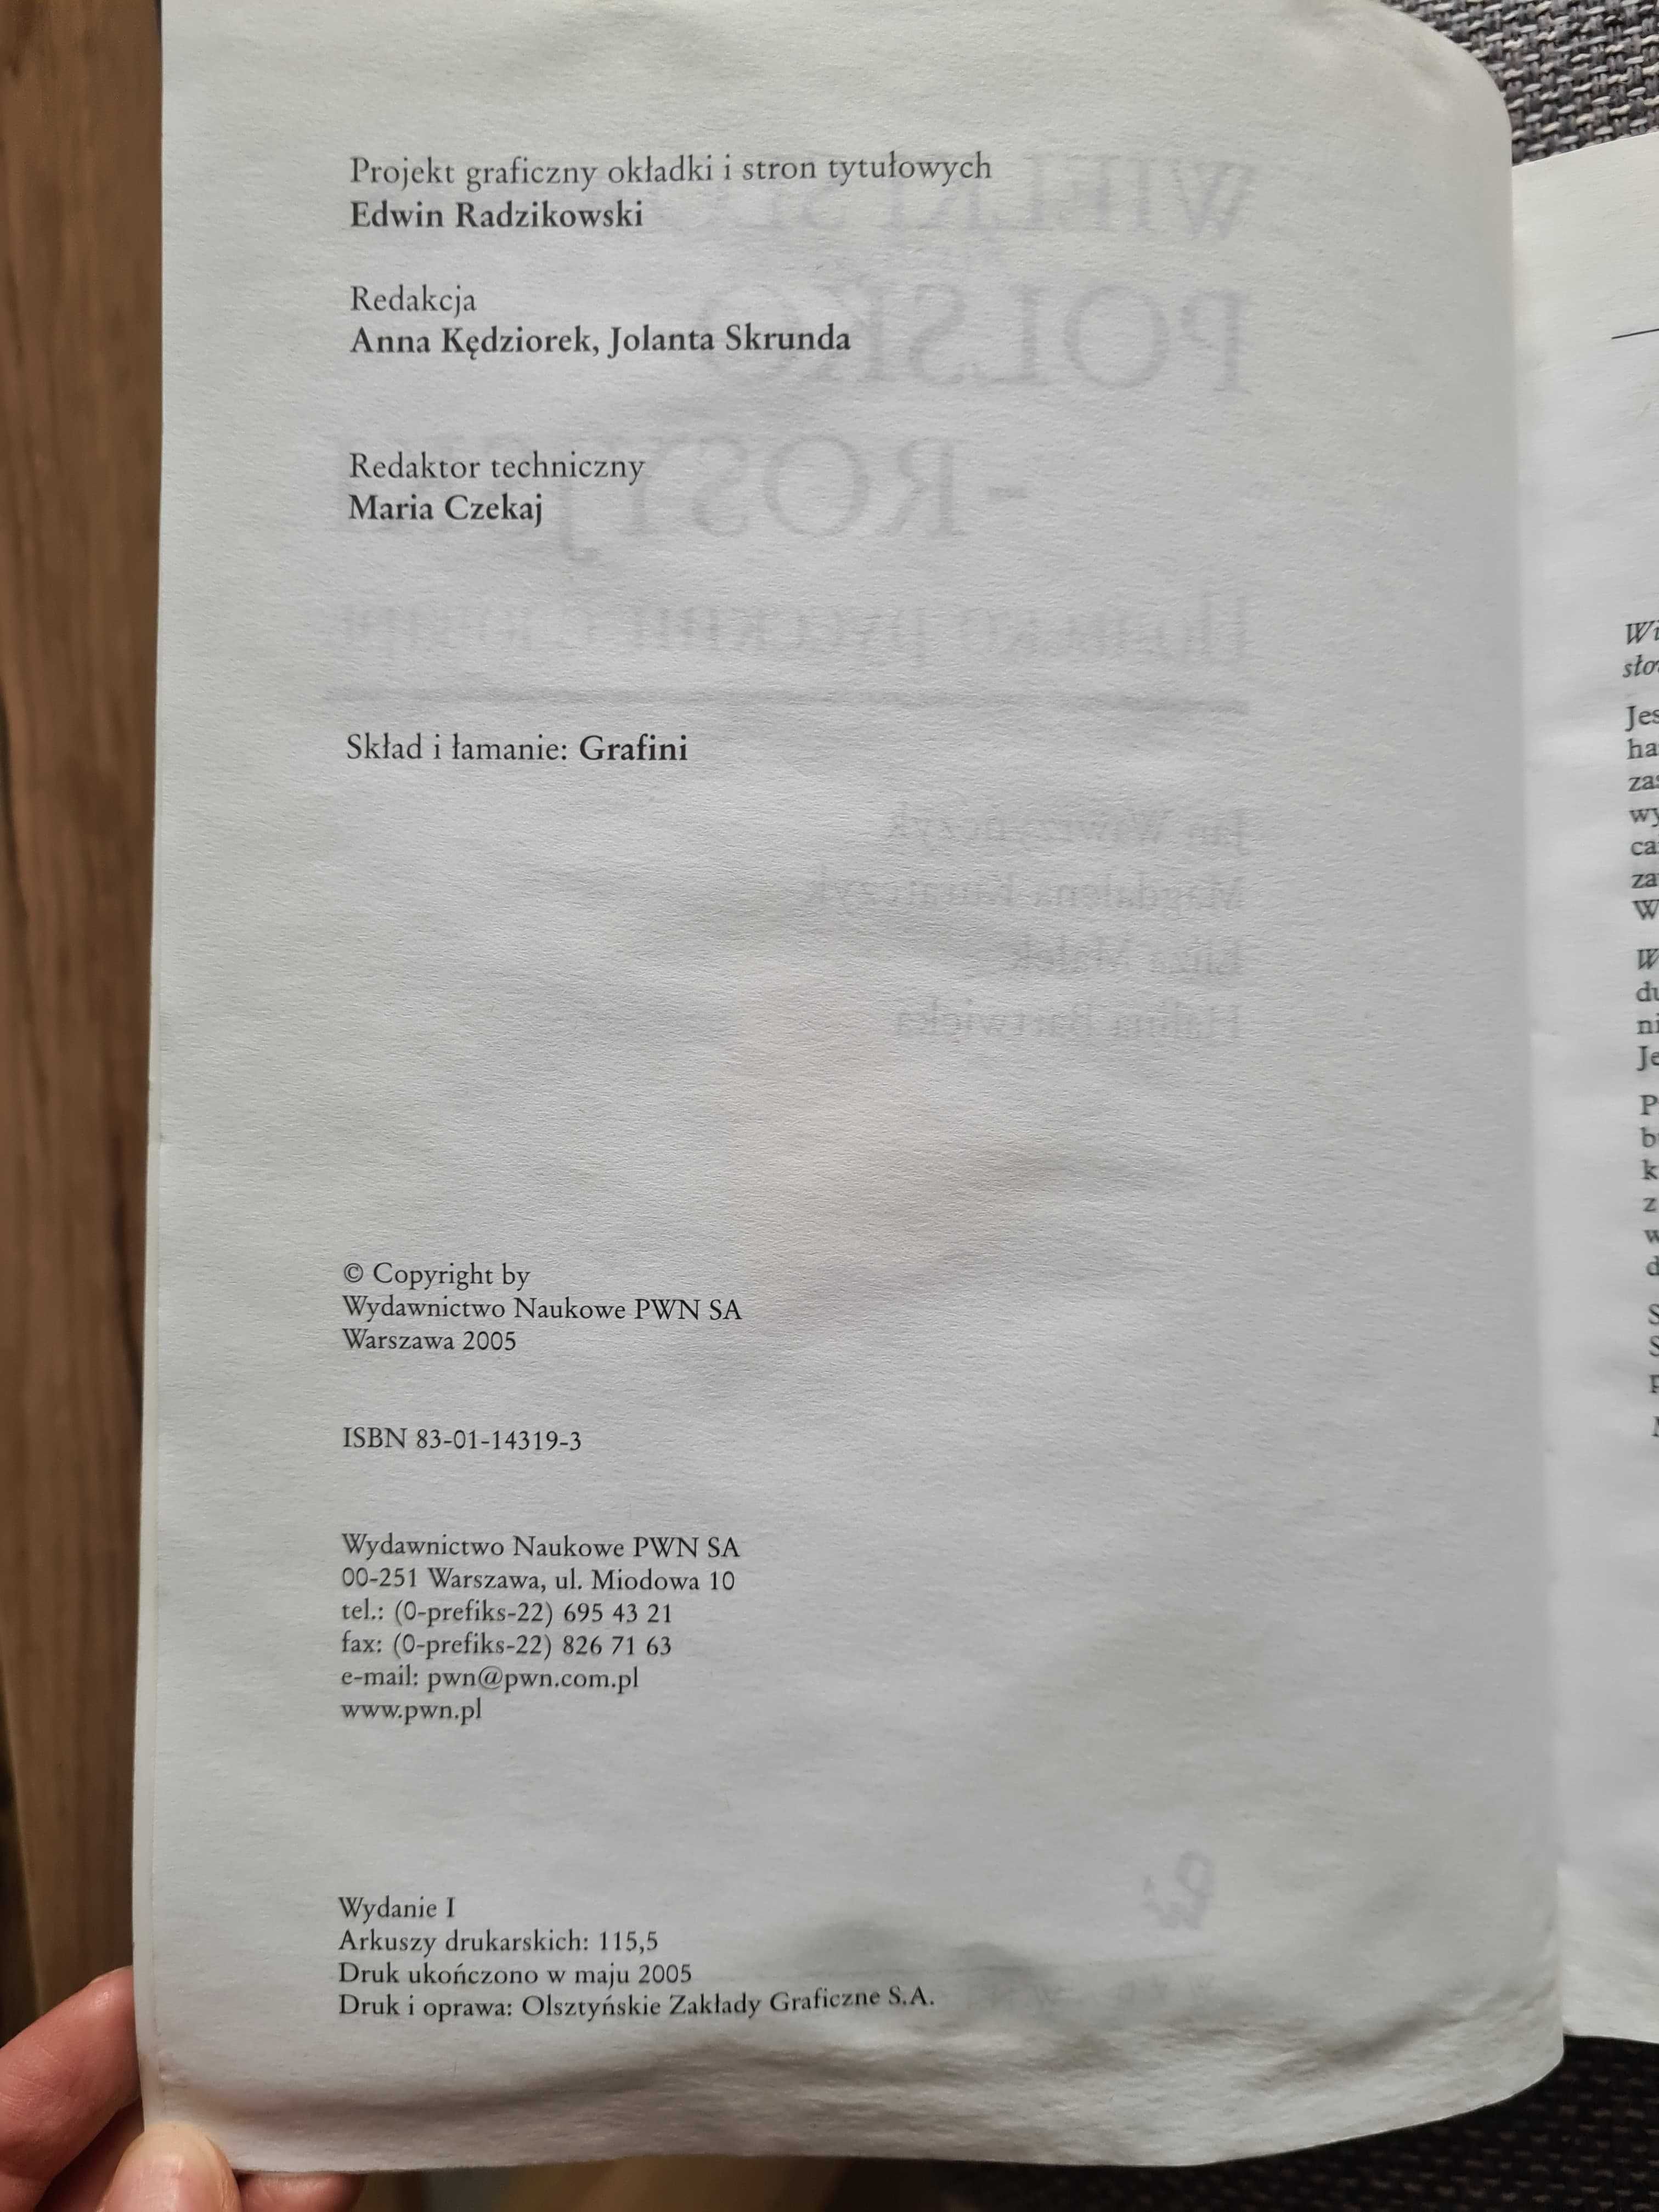 Projekt graficzny okładki i stron tytułowych
Edwin Radzikowski
Redakcja
Anna Kędziorek, Jolanta Skrunda
Redaktor techniczny
Maria Czekaj
Skład i łamanie: Grafini
© Copyright by
Wydawnictwo Naukowe PWN SA
Warszawa 2005
ISBN 83-01-14319-3
Wydawnictwo Naukowe PWN SA
00-251 Warszawa, ul. Miodowa 10
tel.: (0-prefiks-22) 695 43 21
fax: (0-prefiks-22) 826 71 63
e-mail: pwn@pwn.com.pl
www.pwn.pl
Wydanie I
Arkuszy drukarskich: 115,5
Druk ukończono w maju 2005
Druk i oprawa: Olsztyńskie Zakłady Graficzne S.A.